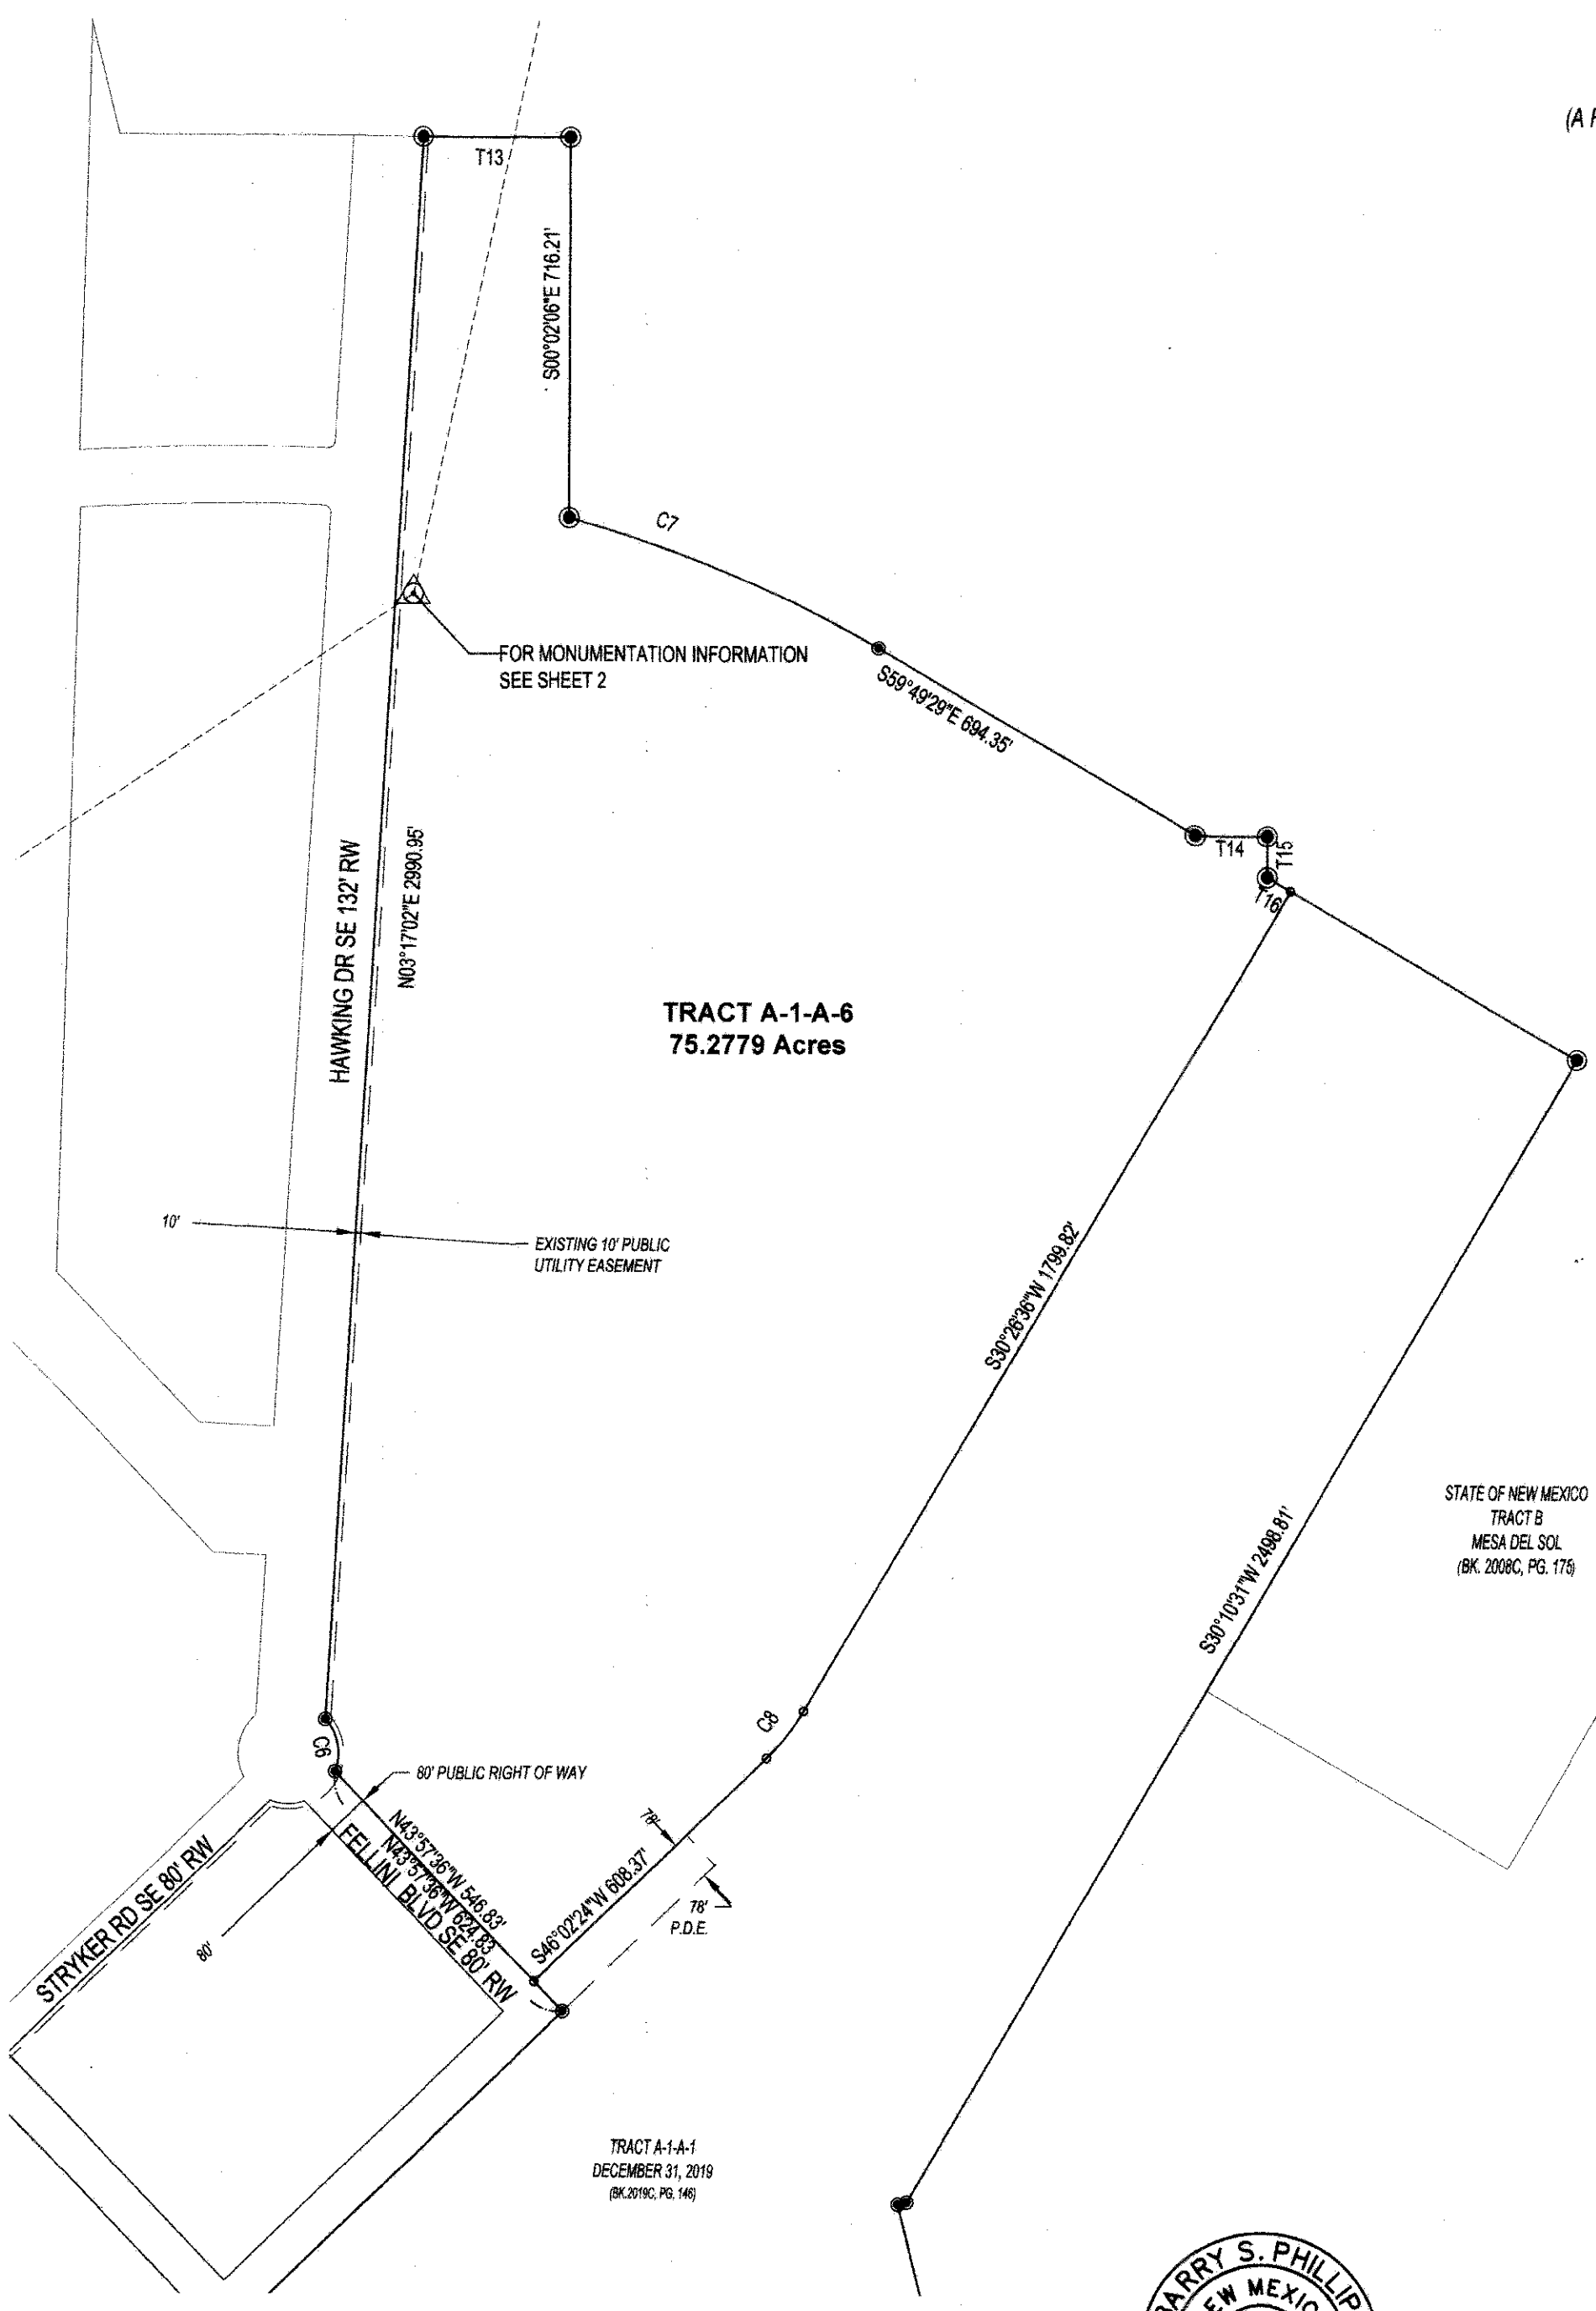 (A
T13
S00°02'06"E 716.21'
C7
FOR MONUMENTATION INFORMATION
SEE SHEET 2
S59°49'29"E 694.35'
T14
T15
T16
HAWKING DR SE 132' RW
N03°17'02"E 2990.95'
TRACT A-1-A-6
75.2779 Acres
10'
EXISTING 10' PUBLIC
UTILITY EASEMENT
S30°26'36"W 1799.82'
STATE OF NEW MEXICO
TRACT B
MESA DEL SOL
(BK. 2008C, PG. 175)
S30°10'31"W 2498.81'
C8
C6
80' PUBLIC RIGHT OF WAY
N43°57'36"W 546.83'
N43°57'36"W 624.83'
FELLINI BLVD SE 80' RW
78'
S46°02'24"W 608.37'
78'
P.D.E.
STRYKER RD SE 80' RW
80'
TRACT A-1-A-1
DECEMBER 31, 2019
(BK.2019C, PG, 146)
S. PHILLIP
MEXIC